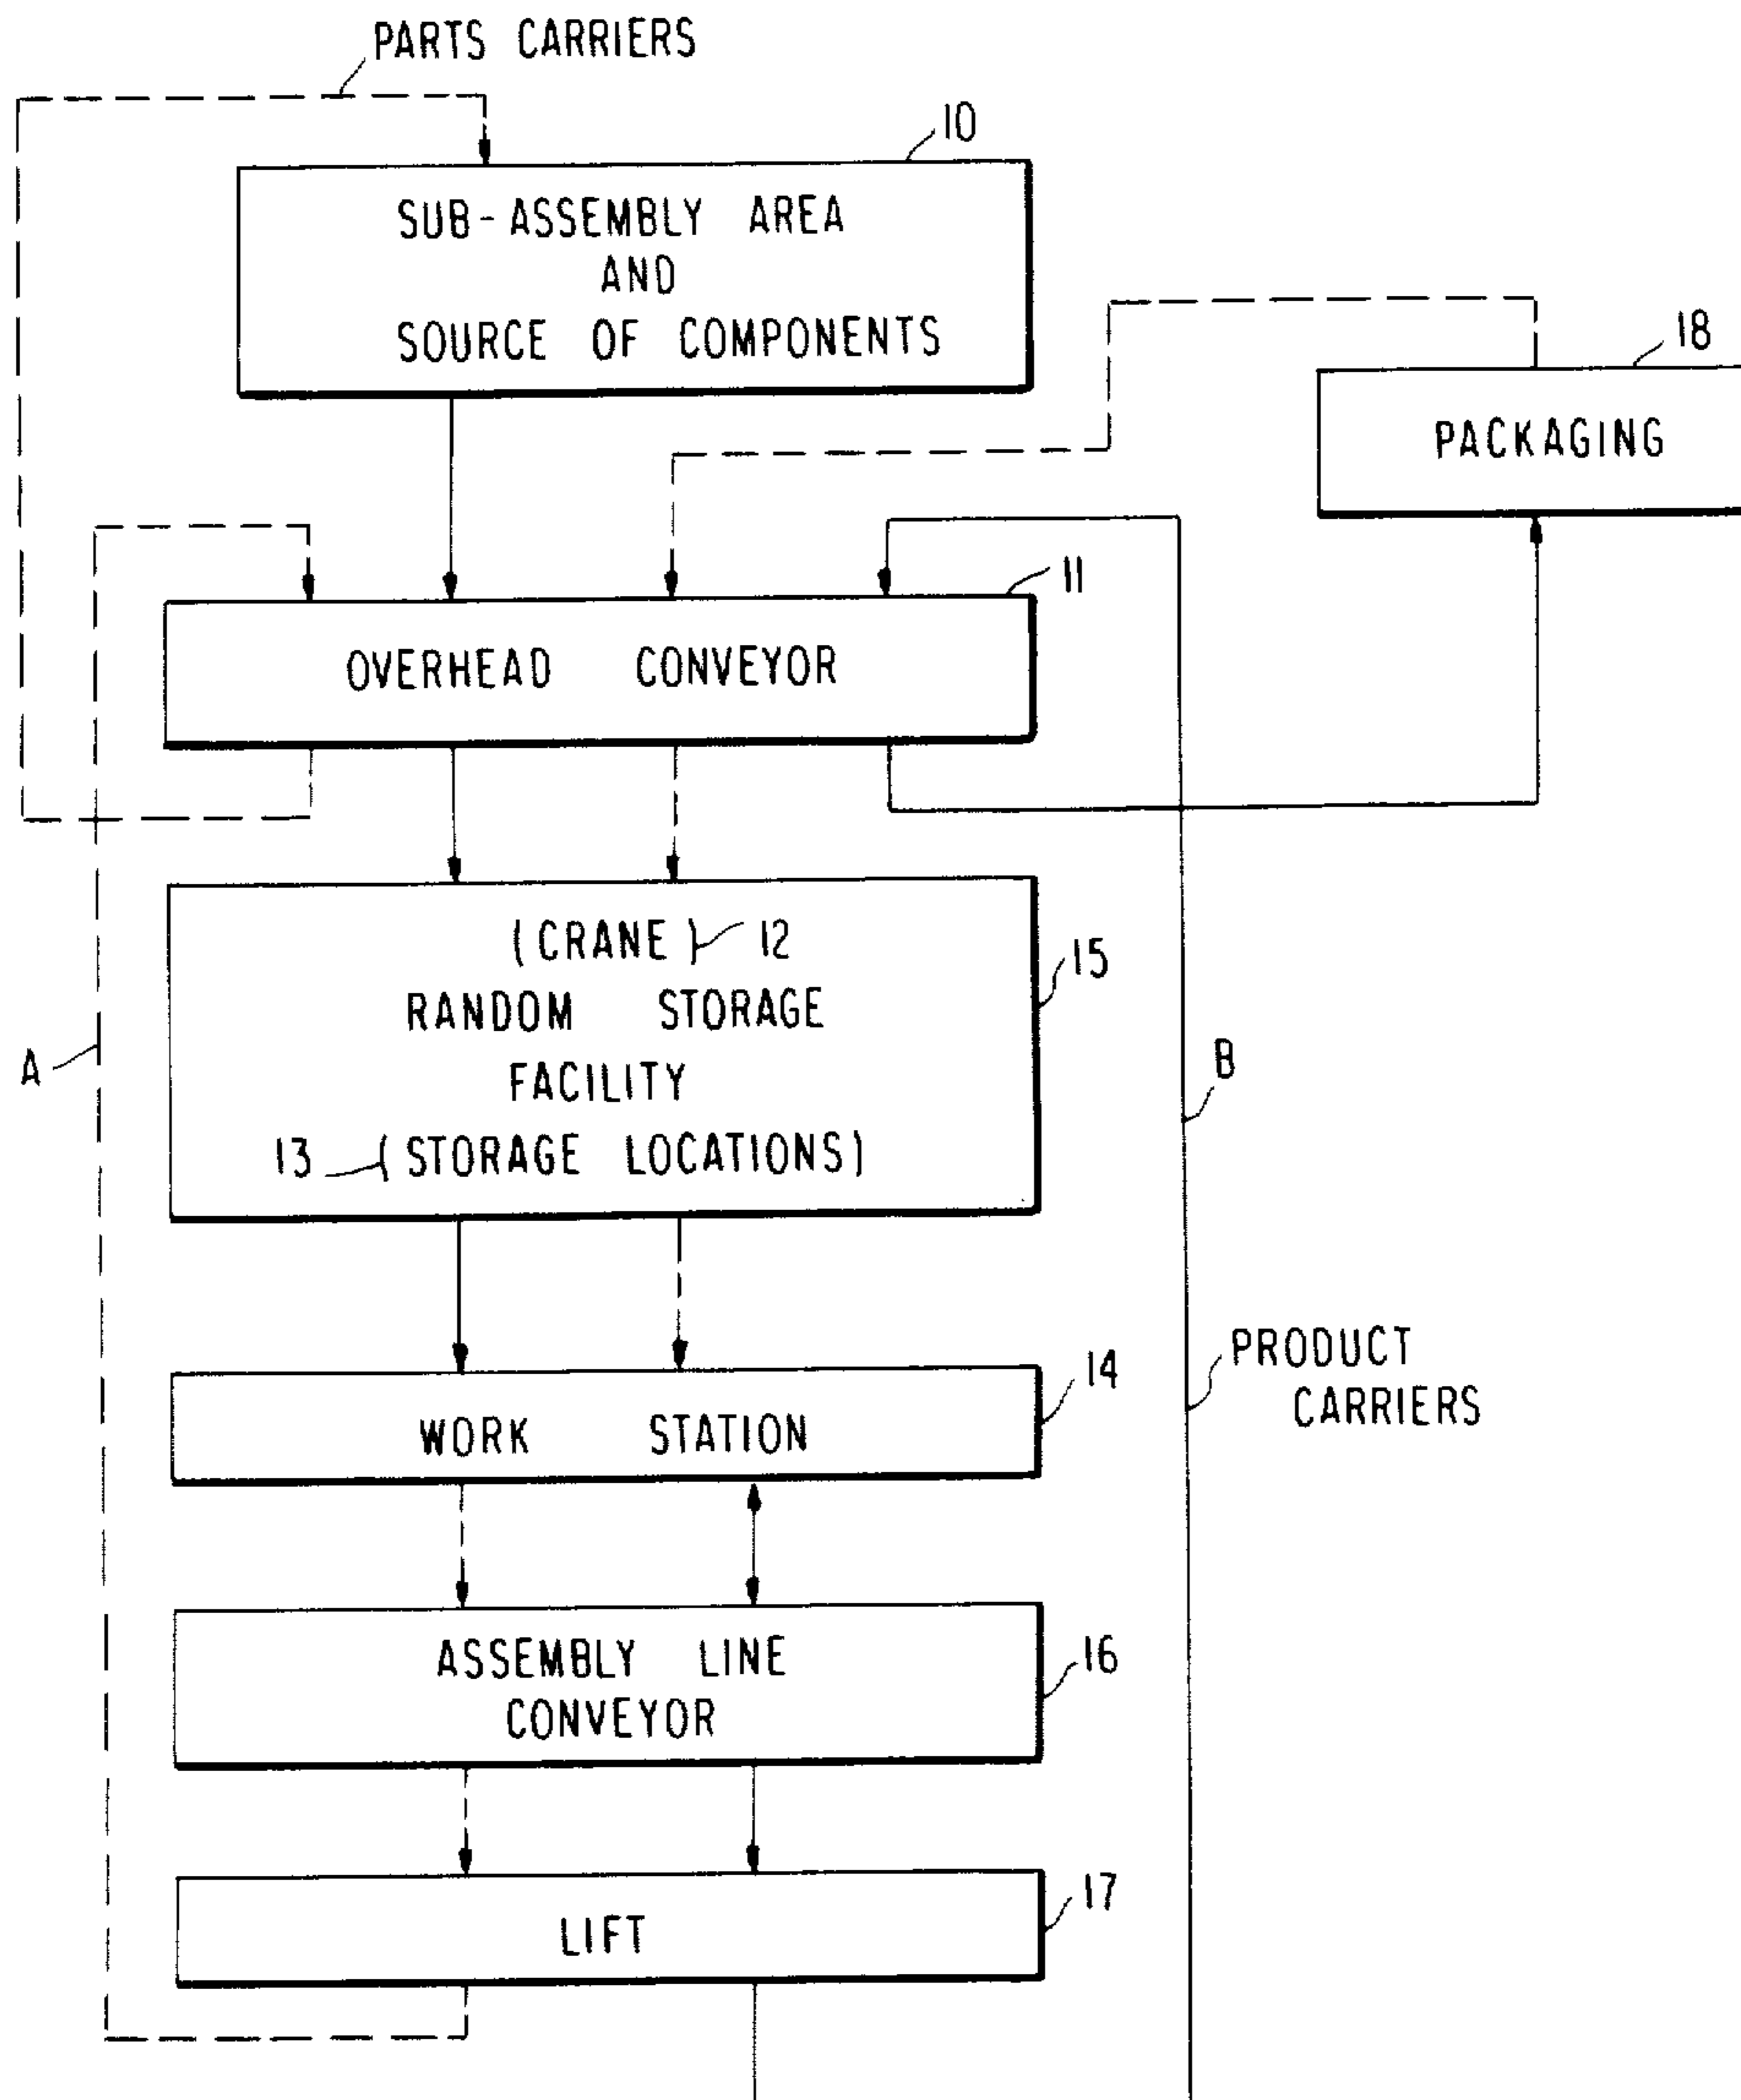 PARTS CARRIERS
10
SUB-ASSEMBLY AREA
AND
SOURCE OF COMPONENTS
18
PACKAGING
11
OVERHEAD CONVEYOR
(CRANE) 12
15
RANDOM STORAGE
FACILITY
13 (STORAGE LOCATIONS)
A
B
PRODUCT
CARRIERS
14
WORK STATION
16
ASSEMBLY LINE
CONVEYOR
17
LIFT